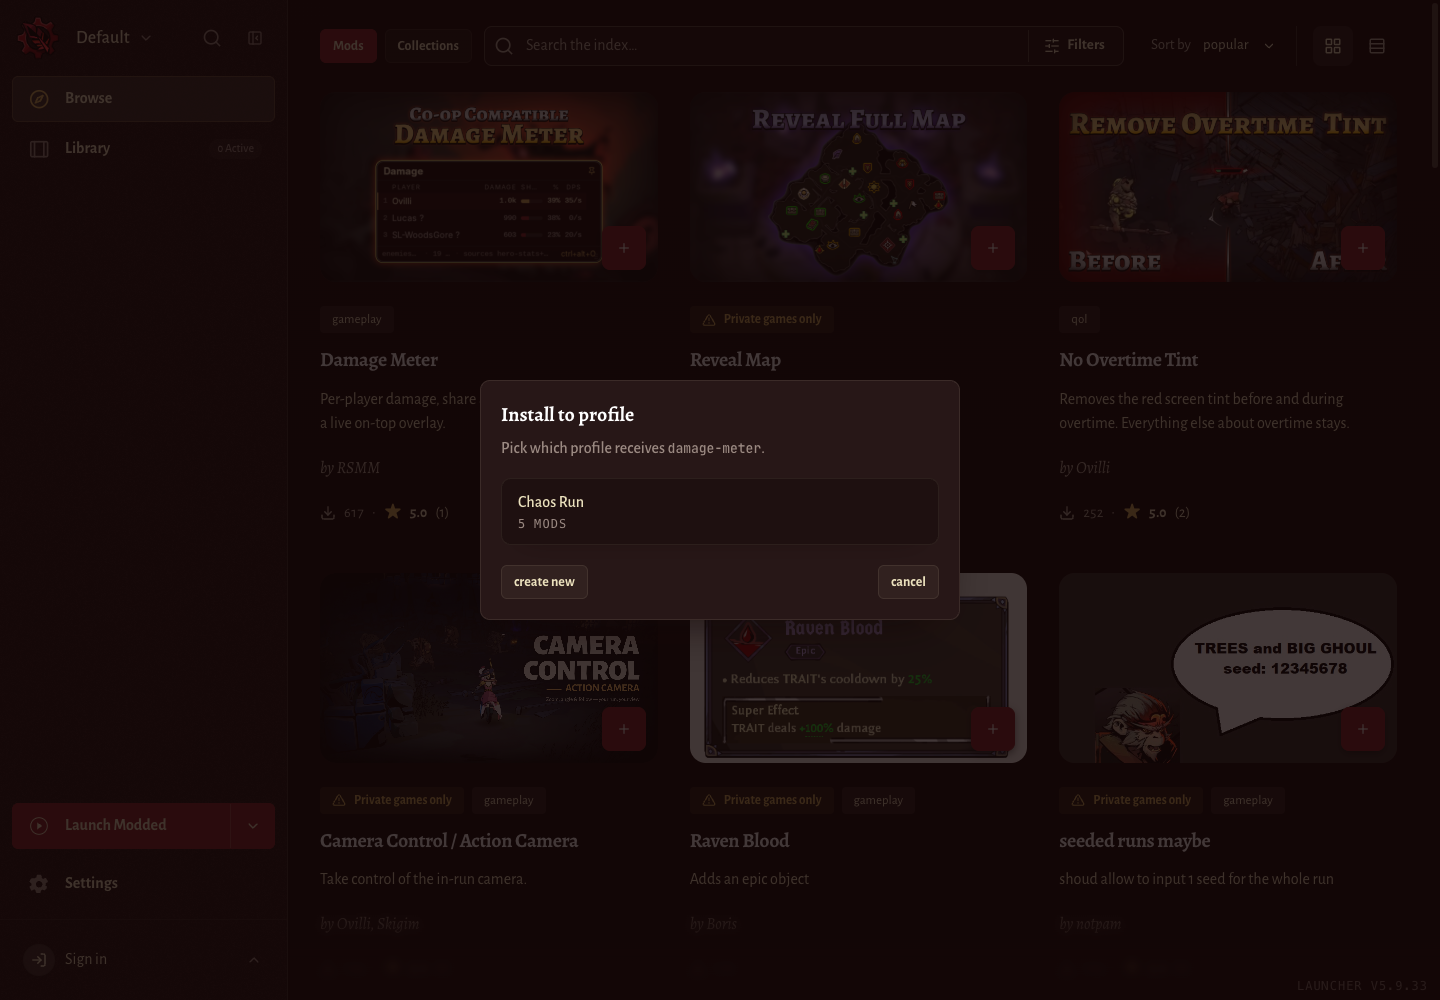 Default
Browse
Library
0 Active
Launch Modded
Settings
Sign in
Mods
Collections
Search the index...
Filters
Sort by popular
CO-OP COMPATIBLE
DAMAGE METER
Damage
PLAYER
Ovilli
Lucas ?
SL-WoodsGore ?
REVEAL FULL MAP
REMOVE OVERTIME TINT
BEFORE
gameplay
Damage Meter
Per-player damage, share
a live on-top overlay.
by RSMM
617 · 5.0 (1)
Private games only
Reveal Map
qol
No Overtime Tint
Removes the red screen tint before and during
overtime. Everything else about overtime stays.
by Ovilli
252 · 5.0 (2)
Install to profile
Pick which profile receives damage-meter.
Chaos Run
5 MODS
create new
cancel
CAMERA
CONTROL
ACTION CAMERA
Raven Blood
Epic
• Reduces TRAIT's cooldown by 25%
Super Effect
TRAIT deals +100% damage
TREES and BIG GHOUL
seed: 12345678
Private games only
gameplay
Camera Control / Action Camera
Take control of the in-run camera.
by Ovilli, Skigim
Private games only
gameplay
Raven Blood
Adds an epic object
by Boris
Private games only
gameplay
seeded runs maybe
shoud allow to input 1 seed for the whole run
by notpam
LAUNCHER V5.9.33